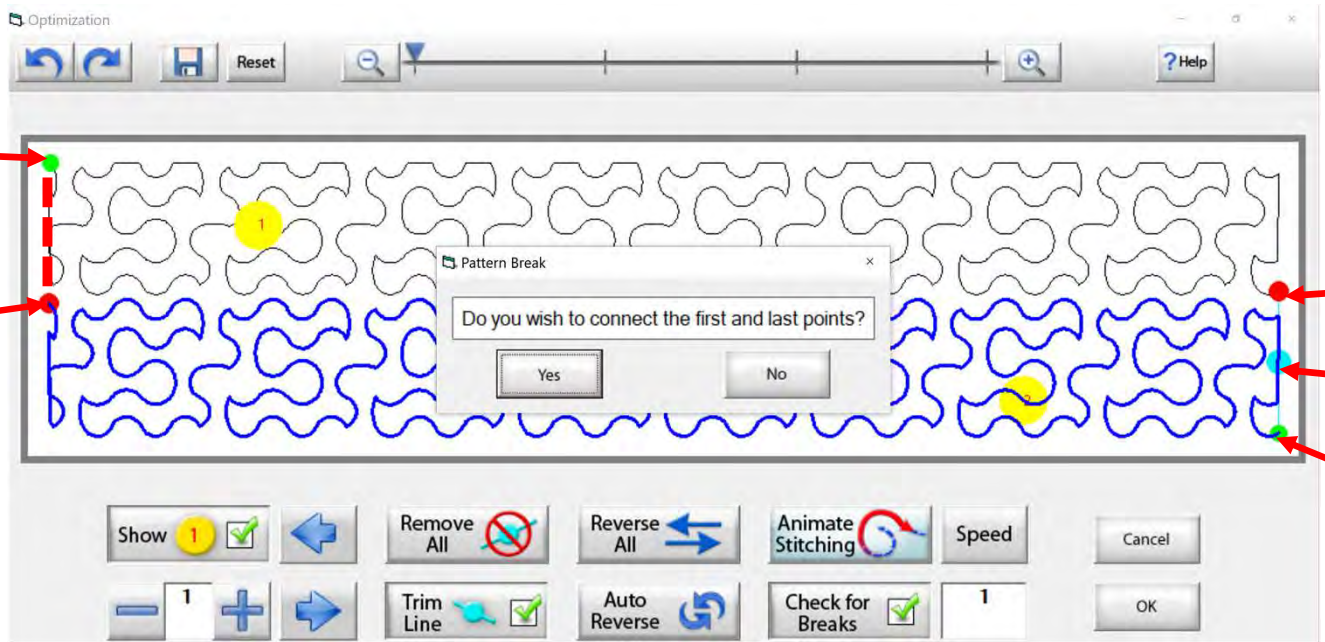 Optimization
Reset
? Help
1
Pattern Break
Do you wish to connect the first and last points?
Yes
No
2
Show 1
Remove All
Reverse All
Animate Stitching
Speed
Cancel
1
Trim Line
Auto Reverse
Check for Breaks
1
OK